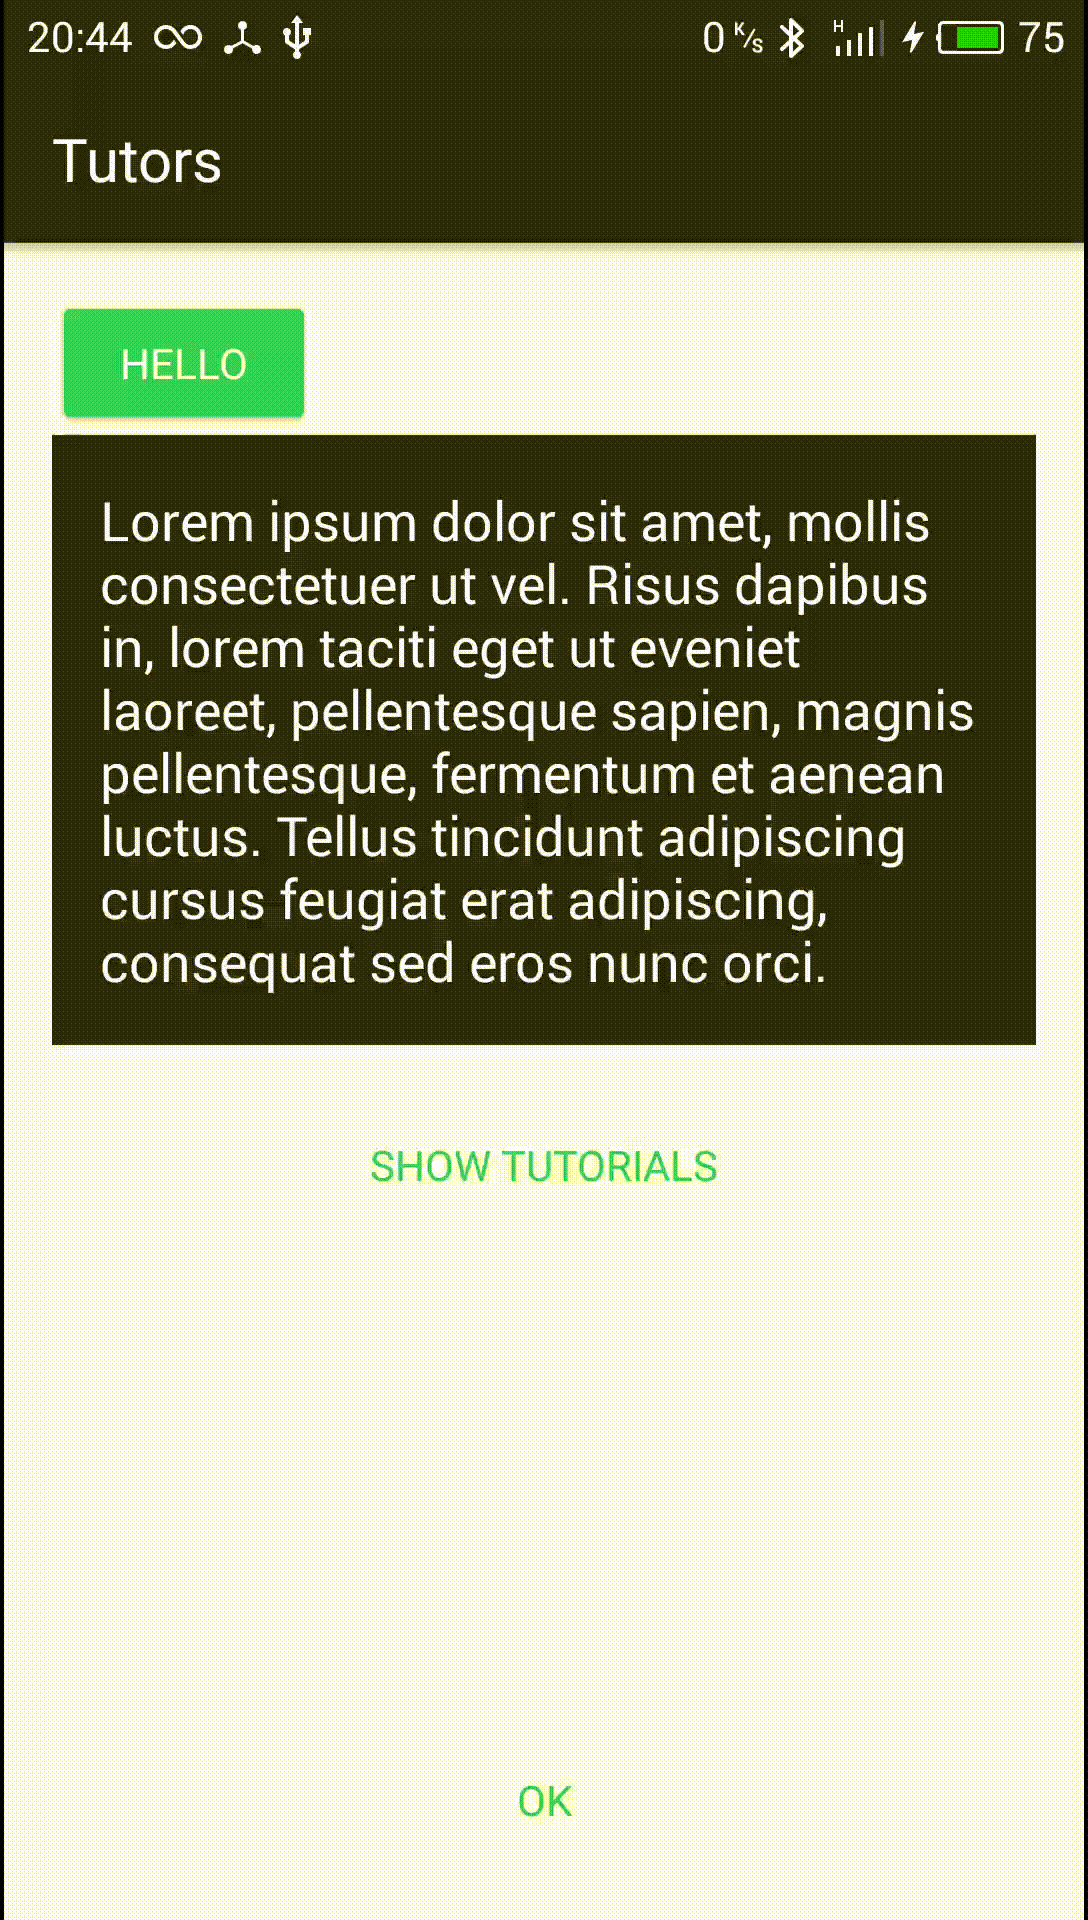 20:44 0 K/s H 75
Tutors
HELLO
Lorem ipsum dolor sit amet, mollis
consectetuer ut vel. Risus dapibus
in, lorem taciti eget ut eveniet
laoreet, pellentesque sapien, magnis
pellentesque, fermentum et aenean
luctus. Tellus tincidunt adipiscing
cursus feugiat erat adipiscing,
consequat sed eros nunc orci.
SHOW TUTORIALS
OK